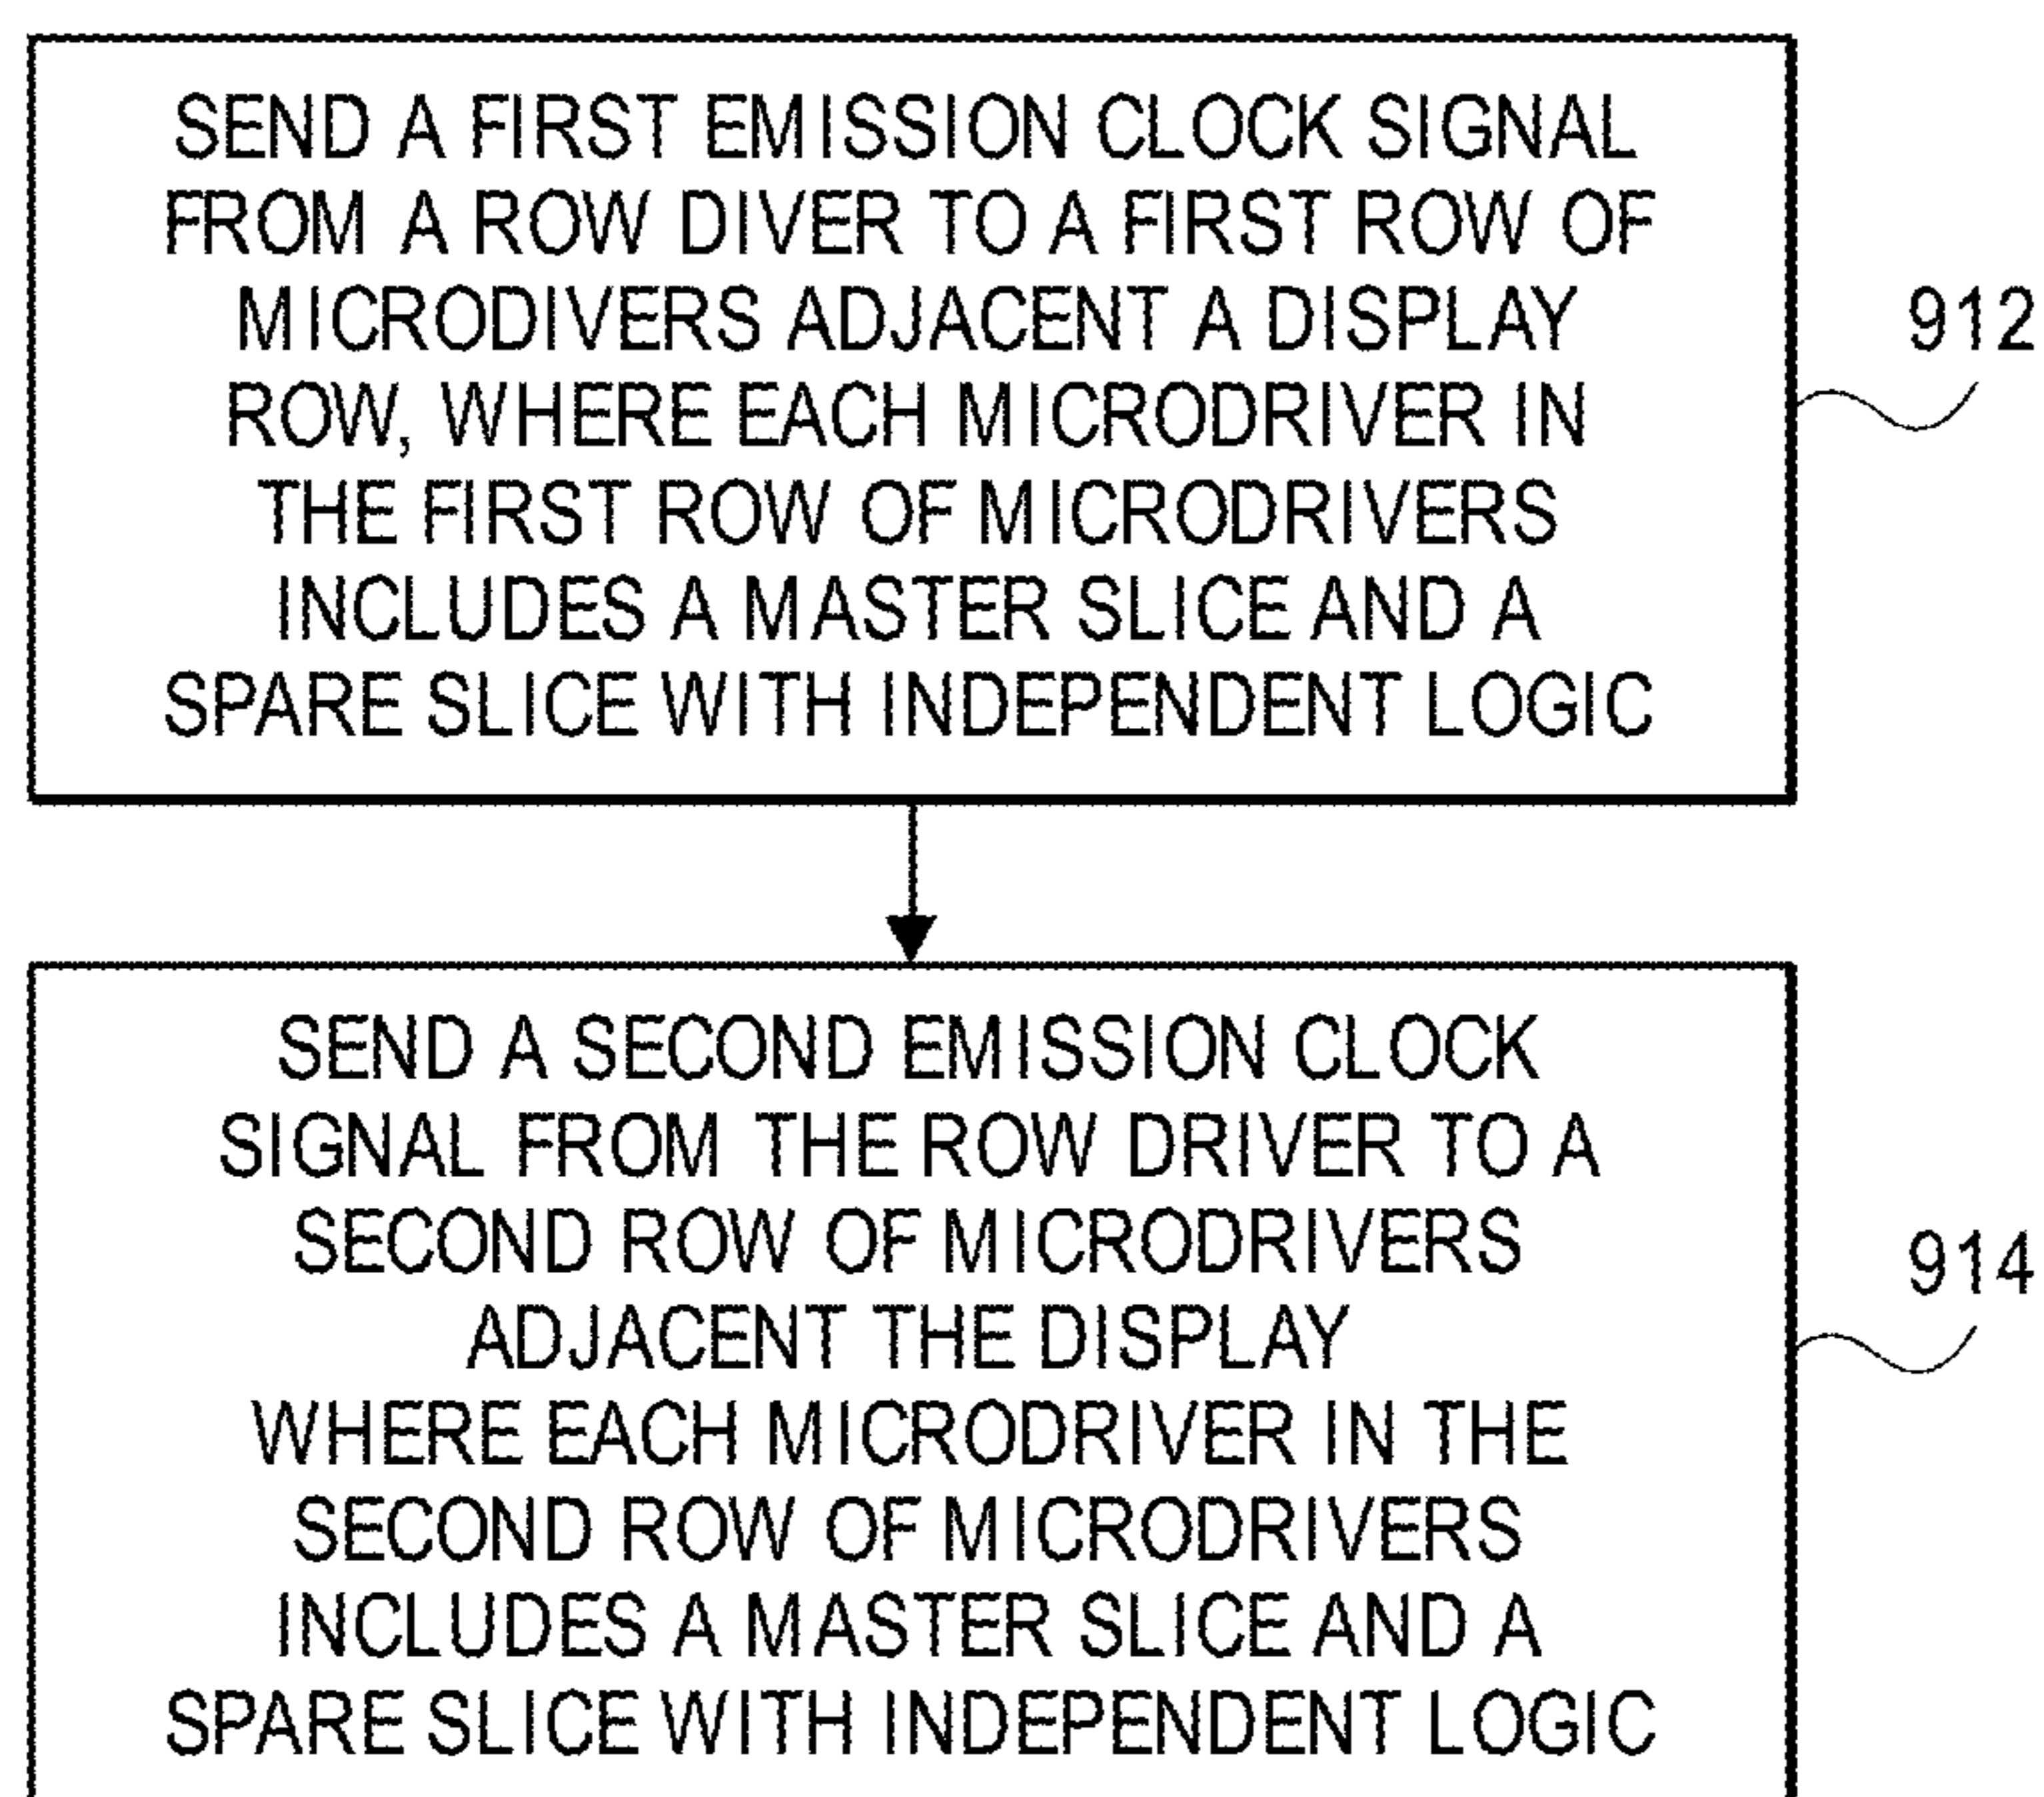 SEND A FIRST EMISSION CLOCK SIGNAL
FROM A ROW DIVER TO A FIRST ROW OF
MICRODIVERS ADJACENT A DISPLAY
ROW, WHERE EACH MICRODRIVER IN
THE FIRST ROW OF MICRODRIVERS
INCLUDES A MASTER SLICE AND A
SPARE SLICE WITH INDEPENDENT LOGIC
912
SEND A SECOND EMISSION CLOCK
SIGNAL FROM THE ROW DRIVER TO A
SECOND ROW OF MICRODRIVERS
ADJACENT THE DISPLAY
WHERE EACH MICRODRIVER IN THE
SECOND ROW OF MICRODRIVERS
INCLUDES A MASTER SLICE AND A
SPARE SLICE WITH INDEPENDENT LOGIC
914